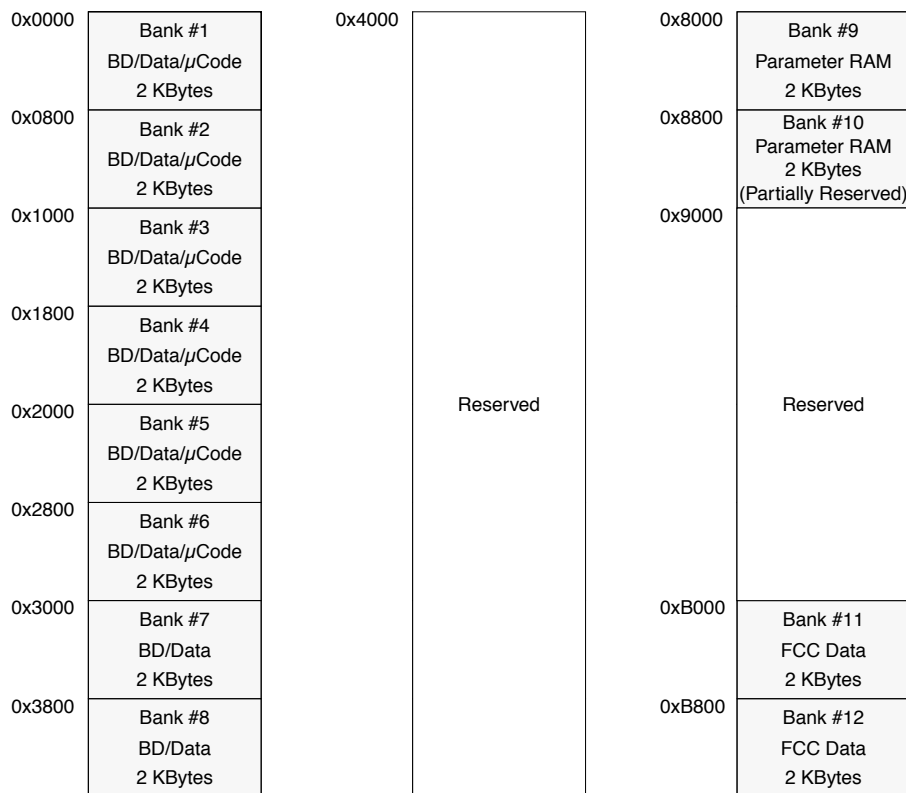 0x0000
Bank #1
BD/Data/µCode
2 KBytes
0x0800
Bank #2
BD/Data/µCode
2 KBytes
0x1000
Bank #3
BD/Data/µCode
2 KBytes
0x1800
Bank #4
BD/Data/µCode
2 KBytes
0x2000
Bank #5
BD/Data/µCode
2 KBytes
0x2800
Bank #6
BD/Data/µCode
2 KBytes
0x3000
Bank #7
BD/Data
2 KBytes
0x3800
Bank #8
BD/Data
2 KBytes
0x4000
Reserved
0x8000
Bank #9
Parameter RAM
2 KBytes
0x8800
Bank #10
Parameter RAM
2 KBytes
(Partially Reserved)
0x9000
Reserved
0xB000
Bank #11
FCC Data
2 KBytes
0xB800
Bank #12
FCC Data
2 KBytes